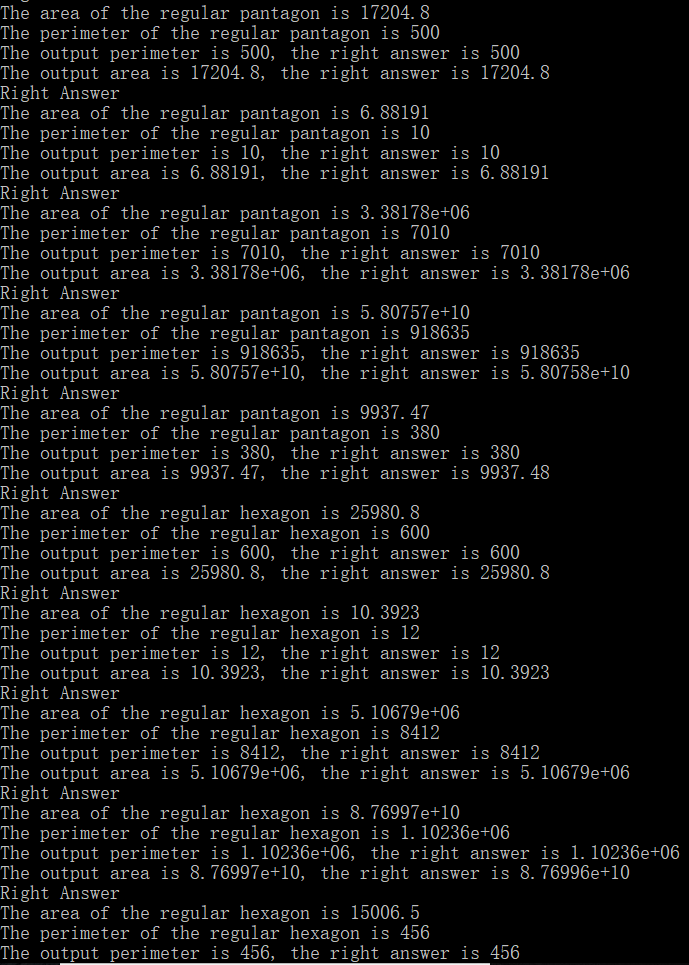 The area of the regular pantagon is 17204.8
The perimeter of the regular pantagon is 500
The output perimeter is 500, the right answer is 500
The output area is 17204.8, the right answer is 17204.8
Right Answer
The area of the regular pantagon is 6.88191
The perimeter of the regular pantagon is 10
The output perimeter is 10, the right answer is 10
The output area is 6.88191, the right answer is 6.88191
Right Answer
The area of the regular pantagon is 3.38178e+06
The perimeter of the regular pantagon is 7010
The output perimeter is 7010, the right answer is 7010
The output area is 3.38178e+06, the right answer is 3.38178e+06
Right Answer
The area of the regular pantagon is 5.80757e+10
The perimeter of the regular pantagon is 918635
The output perimeter is 918635, the right answer is 918635
The output area is 5.80757e+10, the right answer is 5.80758e+10
Right Answer
The area of the regular pantagon is 9937.47
The perimeter of the regular pantagon is 380
The output perimeter is 380, the right answer is 380
The output area is 9937.47, the right answer is 9937.48
Right Answer
The area of the regular hexagon is 25980.8
The perimeter of the regular hexagon is 600
The output perimeter is 600, the right answer is 600
The output area is 25980.8, the right answer is 25980.8
Right Answer
The area of the regular hexagon is 10.3923
The perimeter of the regular hexagon is 12
The output perimeter is 12, the right answer is 12
The output area is 10.3923, the right answer is 10.3923
Right Answer
The area of the regular hexagon is 5.10679e+06
The perimeter of the regular hexagon is 8412
The output perimeter is 8412, the right answer is 8412
The output area is 5.10679e+06, the right answer is 5.10679e+06
Right Answer
The area of the regular hexagon is 8.76997e+10
The perimeter of the regular hexagon is 1.10236e+06
The output perimeter is 1.10236e+06, the right answer is 1.10236e+06
The output area is 8.76997e+10, the right answer is 8.76996e+10
Right Answer
The area of the regular hexagon is 15006.5
The perimeter of the regular hexagon is 456
The output perimeter is 456, the right answer is 456